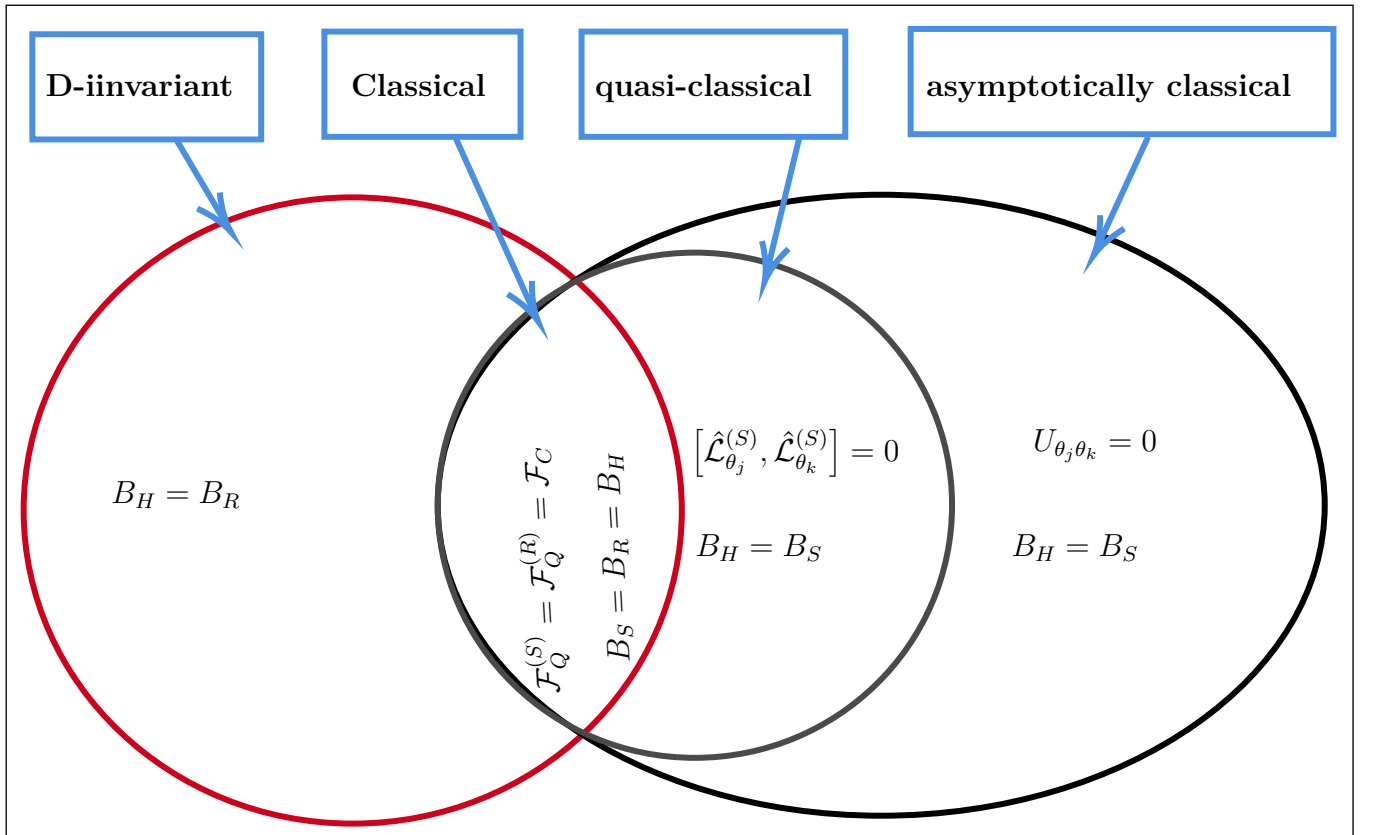 D-iinvariant
Classical
quasi-classical
asymptotically classical
$B_H = B_R$
$\mathcal{F}_Q^{(S)} = \mathcal{F}_Q^{(R)} = \mathcal{F}_C$
$B_S = B_R = B_H$
$\left[\hat{\mathcal{L}}_{\theta_j}^{(S)}, \hat{\mathcal{L}}_{\theta_k}^{(S)}\right] = 0$
$B_H = B_S$
$U_{\theta_j \theta_k} = 0$
$B_H = B_S$